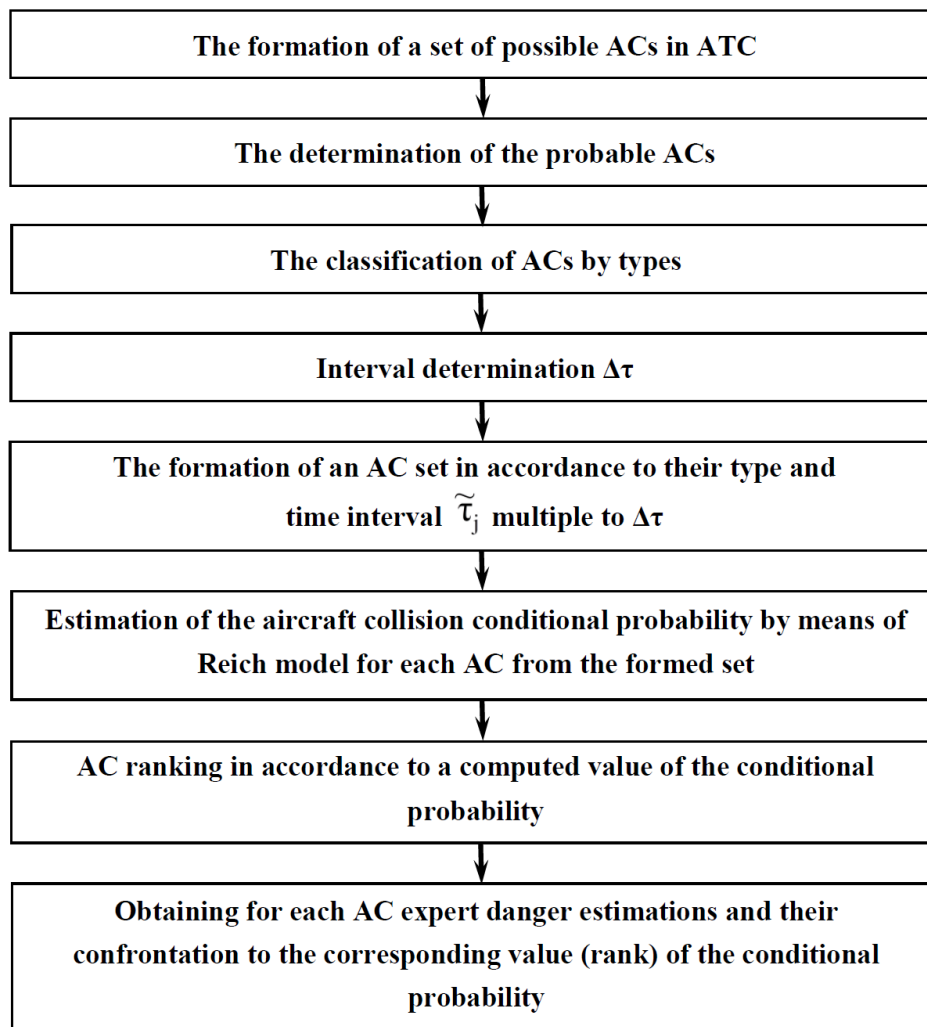 The formation of a set of possible ACs in ATC
The determination of the probable ACs
The classification of ACs by types
Interval determination Δτ
The formation of an AC set in accordance to their type and
time interval τ̃j multiple to Δτ
Estimation of the aircraft collision conditional probability by means of
Reich model for each AC from the formed set
AC ranking in accordance to a computed value of the conditional
probability
Obtaining for each AC expert danger estimations and their
confrontation to the corresponding value (rank) of the conditional
probability